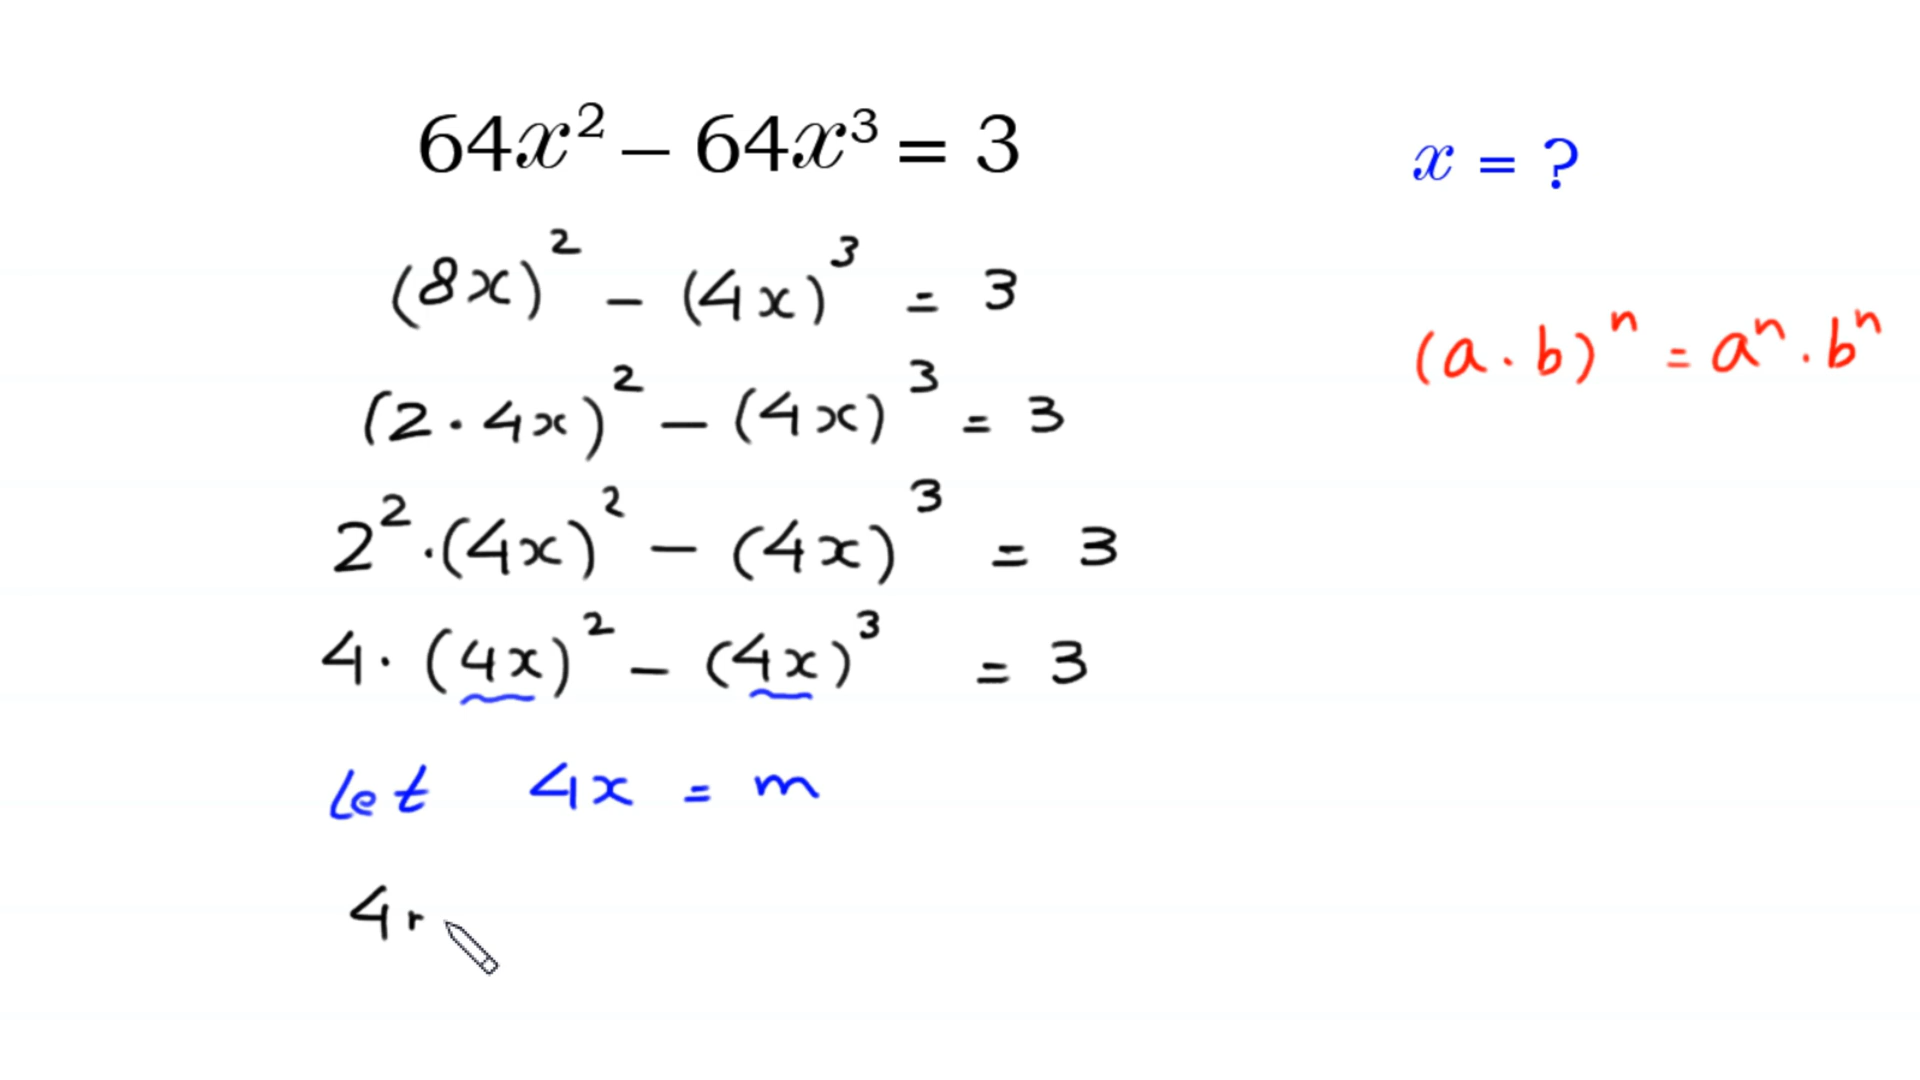 64x² − 64x³ = 3
x = ?
(8x)² − (4x)³ = 3
(a · b)ⁿ = aⁿ · bⁿ
(2 · 4x)² − (4x)³ = 3
2² · (4x)² − (4x)³ = 3
4 · (4x)² − (4x)³ = 3
let 4x = m
4